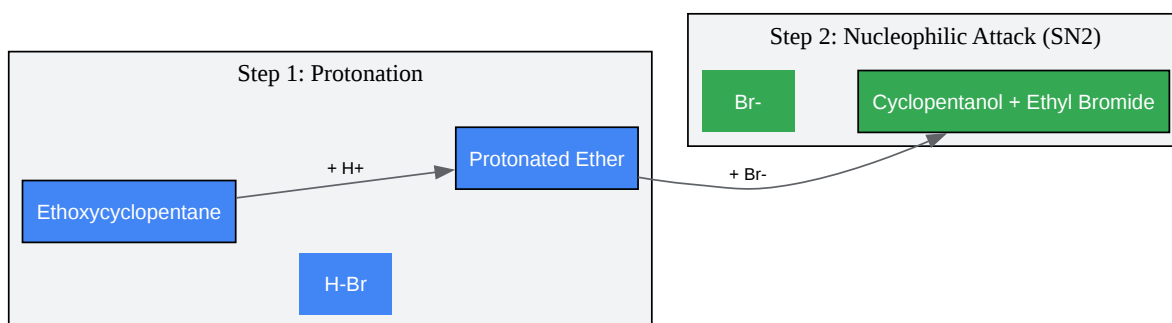 Step 1: Protonation
Ethoxycyclopentane
+ H+
Protonated Ether
H-Br
Step 2: Nucleophilic Attack (SN2)
Br-
Cyclopentanol + Ethyl Bromide
+ Br-